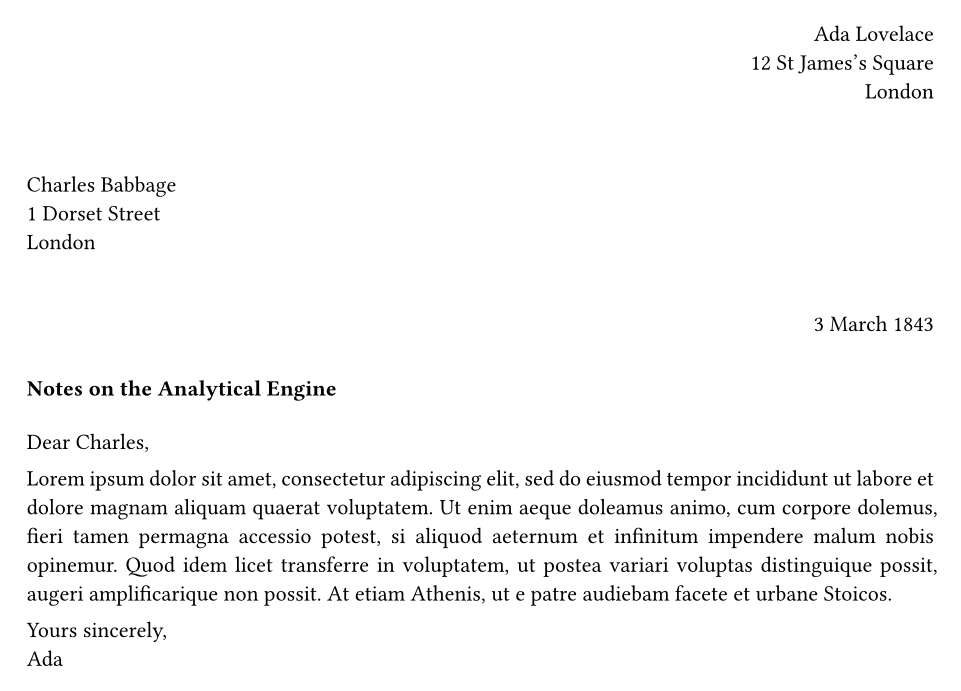 Ada Lovelace
12 St James’s Square
London
Charles Babbage
1 Dorset Street
London
3 March 1843
Notes on the Analytical Engine
Dear Charles,
Lorem ipsum dolor sit amet, consectetur adipiscing elit, sed do eiusmod tempor incididunt ut labore et
dolore magnam aliquam quaerat voluptatem. Ut enim aeque doleamus animo, cum corpore dolemus,
fieri tamen permagna accessio potest, si aliquod aeternum et infinitum impendere malum nobis
opinemur. Quod idem licet transferre in voluptatem, ut postea variari voluptas distinguique possit,
augeri amplificarique non possit. At etiam Athenis, ut e patre audiebam facete et urbane Stoicos.
Yours sincerely,
Ada